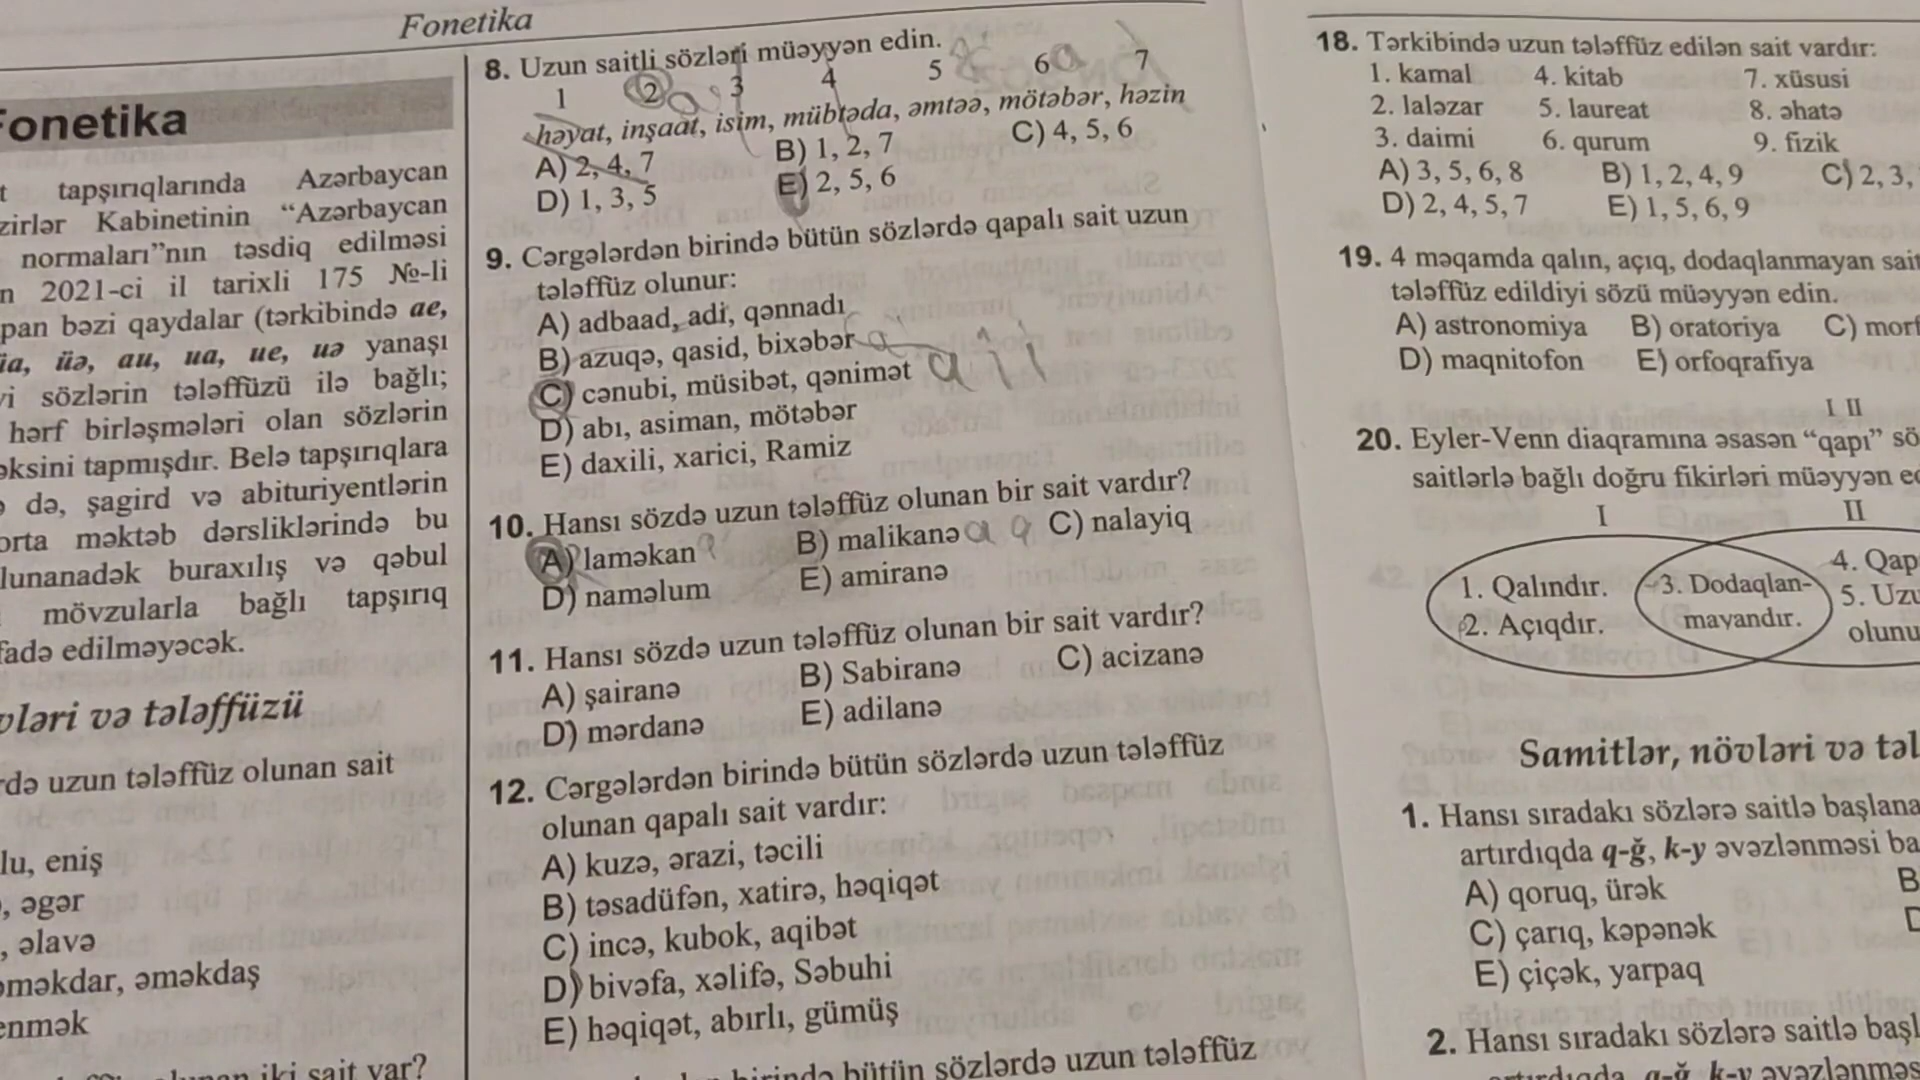 Fonetika
Fonetika
t tapşırıqlarında Azərbaycan
zirlər Kabinetinin “Azərbaycan
normaları”nın təsdiq edilməsi
n 2021-ci il tarixli 175 №-li
pan bəzi qaydalar (tərkibində ae,
üa, üə, au, ua, ue, uə yanaşı
i sözlərin tələffüzü ilə bağlı;
hərf birləşmələri olan sözlərin
əksini tapmışdır. Belə tapşırıqlara
də, şagird və abituriyentlərin
orta məktəb dərsliklərində bu
lunanadək buraxılış və qəbul
mövzularla bağlı tapşırıq
fadə edilməyəcək.
vləri və tələffüzü
rdə uzun tələffüz olunan sait
lu, eniş
, əgər
, əlavə
əməkdar, əməkdaş
enmək
iki sait var?
8. Uzun saitli sözləri müəyyən edin.
1 2 3 4 5 6 7
həyat, inşaat, isim, mübtəda, əmtəə, mötəbər, həzin
A) 2, 4, 7 B) 1, 2, 7 C) 4, 5, 6
D) 1, 3, 5 E) 2, 5, 6
9. Cərgələrdən birində bütün sözlərdə qapalı sait uzun
tələffüz olunur:
A) adbaad, adi, qənnadı
B) azuqə, qasid, bixəbər
C) cənubi, müsibət, qənimət
D) abı, asiman, mötəbər
E) daxili, xarici, Ramiz
10. Hansı sözdə uzun tələffüz olunan bir sait vardır?
A) laməkan B) malikanə C) nalayiq
D) naməlum E) amiranə
11. Hansı sözdə uzun tələffüz olunan bir sait vardır?
A) şairanə B) Sabiranə C) acizanə
D) mərdanə E) adilanə
12. Cərgələrdən birində bütün sözlərdə uzun tələffüz
olunan qapalı sait vardır:
A) kuzə, ərazi, təcili
B) təsadüfən, xatirə, həqiqət
C) incə, kubok, aqibət
D) bivəfa, xəlifə, Səbuhi
E) həqiqət, abırlı, gümüş
birində bütün sözlərdə uzun tələffüz
18. Tərkibində uzun tələffüz edilən sait vardır:
1. kamal 4. kitab 7. xüsusi
2. laləzar 5. laureat 8. əhatə
3. daimi 6. qurum 9. fizik
A) 3, 5, 6, 8 B) 1, 2, 4, 9 C) 2, 3,
D) 2, 4, 5, 7 E) 1, 5, 6, 9
19. 4 məqamda qalın, açıq, dodaqlanmayan sait
tələffüz edildiyi sözü müəyyən edin.
A) astronomiya B) oratoriya C) morf
D) maqnitofon E) orfoqrafiya
I II
20. Eyler-Venn diaqramına əsasən “qapı” sö
saitlərlə bağlı doğru fikirləri müəyyən e
I II
1. Qalındır. 3. Dodaqlan- 4. Qap
2. Açıqdır. mayandır. 5. Uzu
olunu
Samitlər, növləri və təl
1. Hansı sıradakı sözlərə saitlə başlana
artırdıqda q-ğ, k-y əvəzlənməsi ba
A) qoruq, ürək B
C) çarıq, kəpənək D
E) çiçək, yarpaq
2. Hansı sıradakı sözlərə saitlə başl
artırdıqda q-ğ, k-y əvəzlənməs